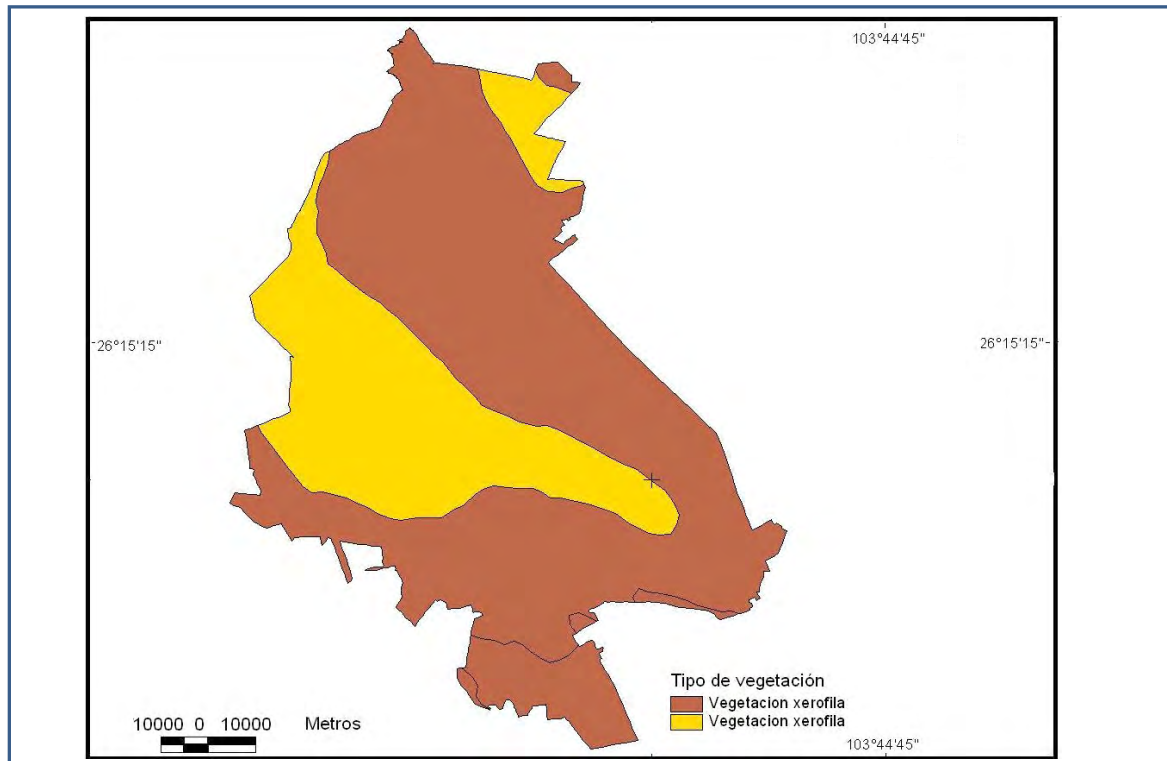 103°44'45"
26°15'15"
26°15'15"
Tipo de vegetación
Vegetacion xerofila
Vegetacion xerofila
10000 0 10000 Metros
103°44'45"